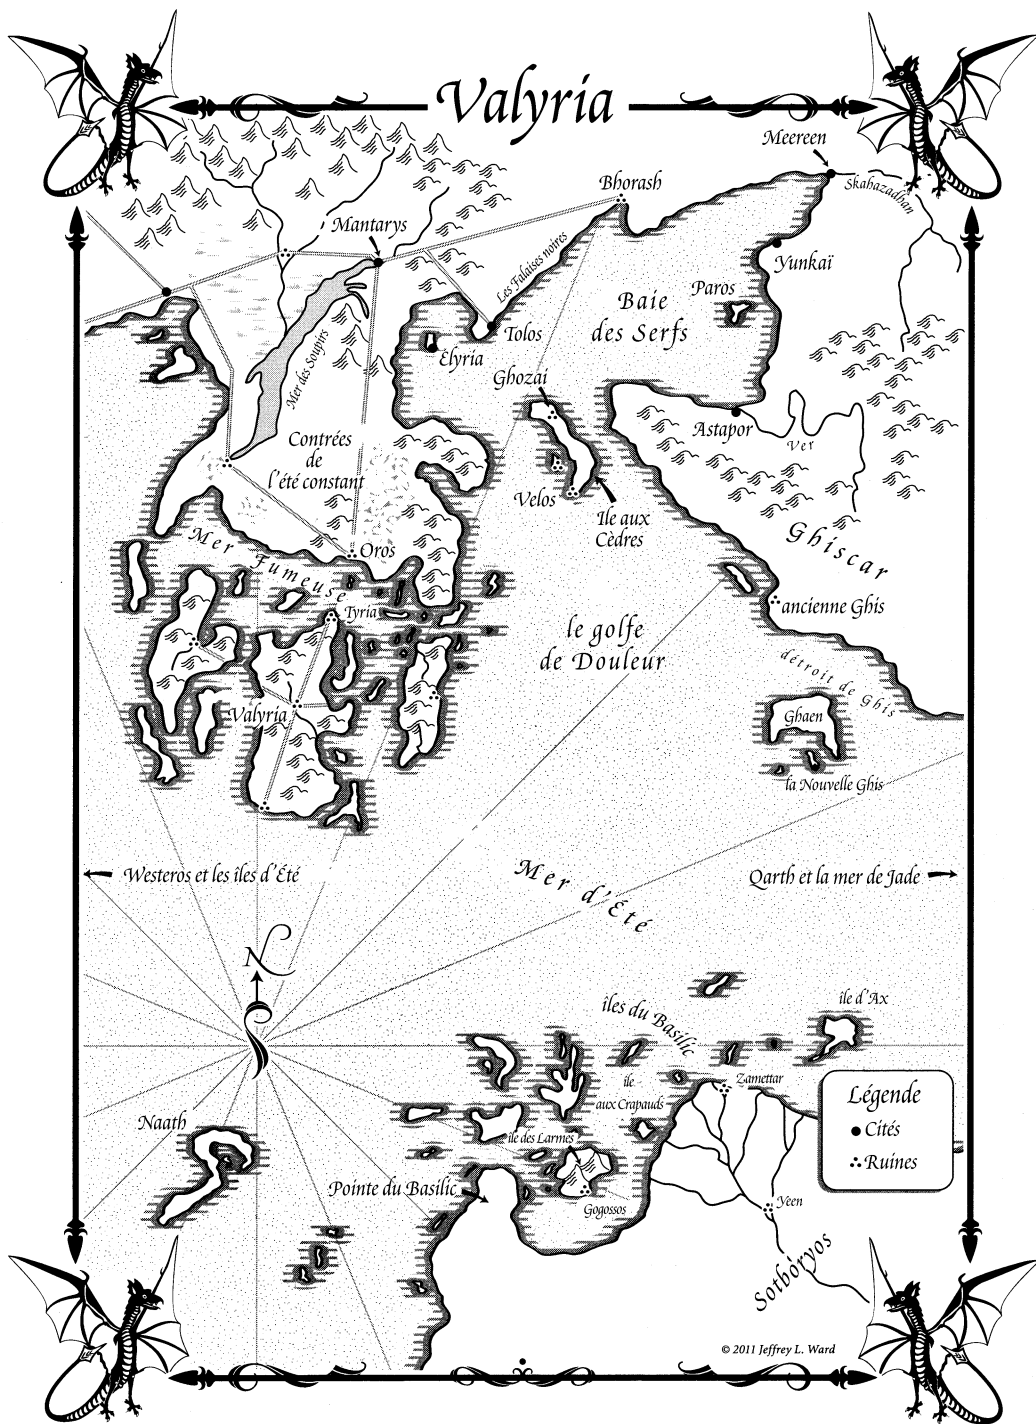 Valyria
Meereen
Skahazadhan
Bhorash
Mantarys
Les Falaises noires
Yunkaï
Paros
Baie
des Serfs
Tolos
Élyria
Ghozai
Mer des Soupirs
Astapor
Ver
Contrées
de
l'été constant
Velos
Ile aux
Cèdres
Ghiscar
Mer Fumeuse
Oros
Tyria
ancienne Ghis
le golfe
de Douleur
détroit de Ghis
Valyria
Ghaen
la Nouvelle Ghis
Westeros et les îles d'Été
Mer d'Été
Qarth et la mer de Jade
N
îles du Basilic
île d'Ax
Zamettar
île
aux Crapauds
Légende
Cités
Ruines
Naath
île des Larmes
Pointe du Basilic
Gogossos
Yeen
Sothoryos
© 2011 Jeffrey L. Ward